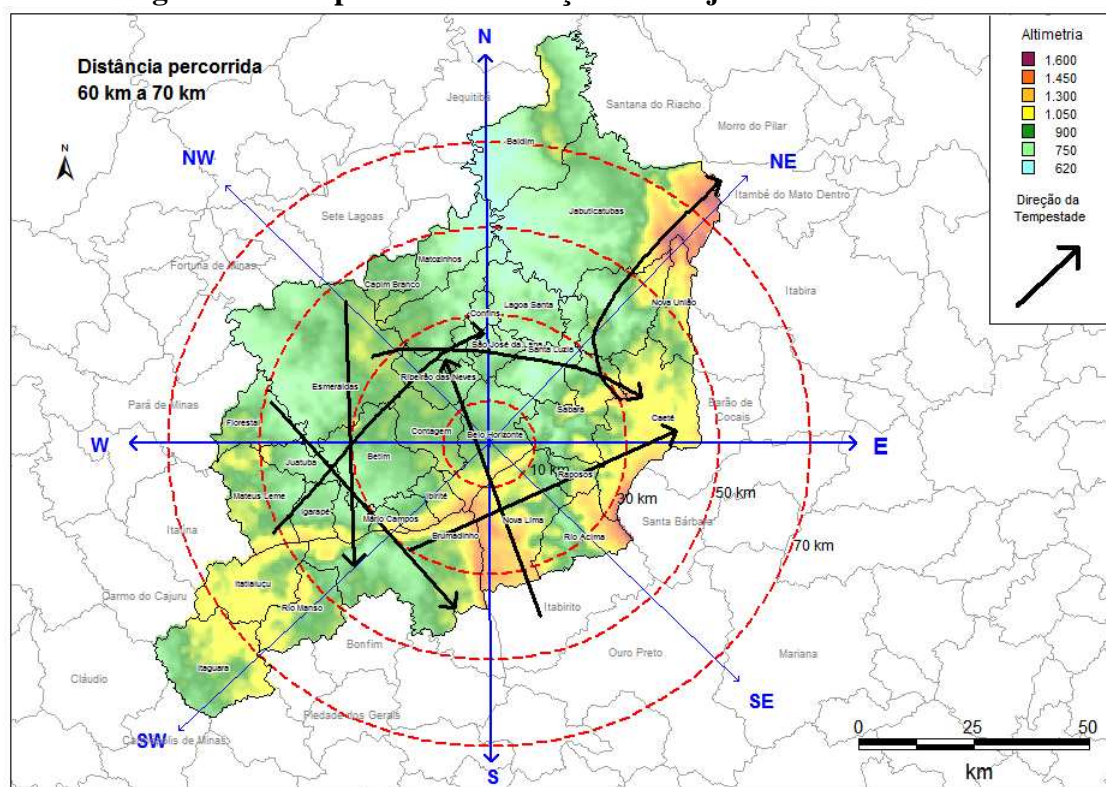 Distância percorrida
60 km a 70 km
N
N
NW
NE
W
E
SW
SE
S
Jequitibá
Santana do Riacho
Morro do Pilar
Baldim
Itambé do Mato Dentro
Jabuticatubas
Sete Lagoas
Matozinhos
Fortuna de Minas
Capim Branco
Itabira
Nova União
Lagoa Santa
Confins
São José da Lapa
Santa Luzia
Ribeirão das Neves
Esmeraldas
Pará de Minas
Floresta
Sabará
Caeté
Barão de
Cocais
Contagem
Belo Horizonte
Betim
Juatuba
10 km
Raposos
Mateus Leme
Ibirité
30 km
50 km
Igarapé
Mário Campos
Nova Lima
Santa Bárbara
Itaúna
Brumadinho
Rio Acima
70 km
Itatiaiuçu
Carmo do Cajuru
Rio Manso
Itabirito
Bonfim
Ouro Preto
Mariana
Itaguara
Cláudio
Piedade dos Gerais
Altimetria
1.600
1.450
1.300
1.050
900
750
620
Direção da
Tempestade
0 25 50
km